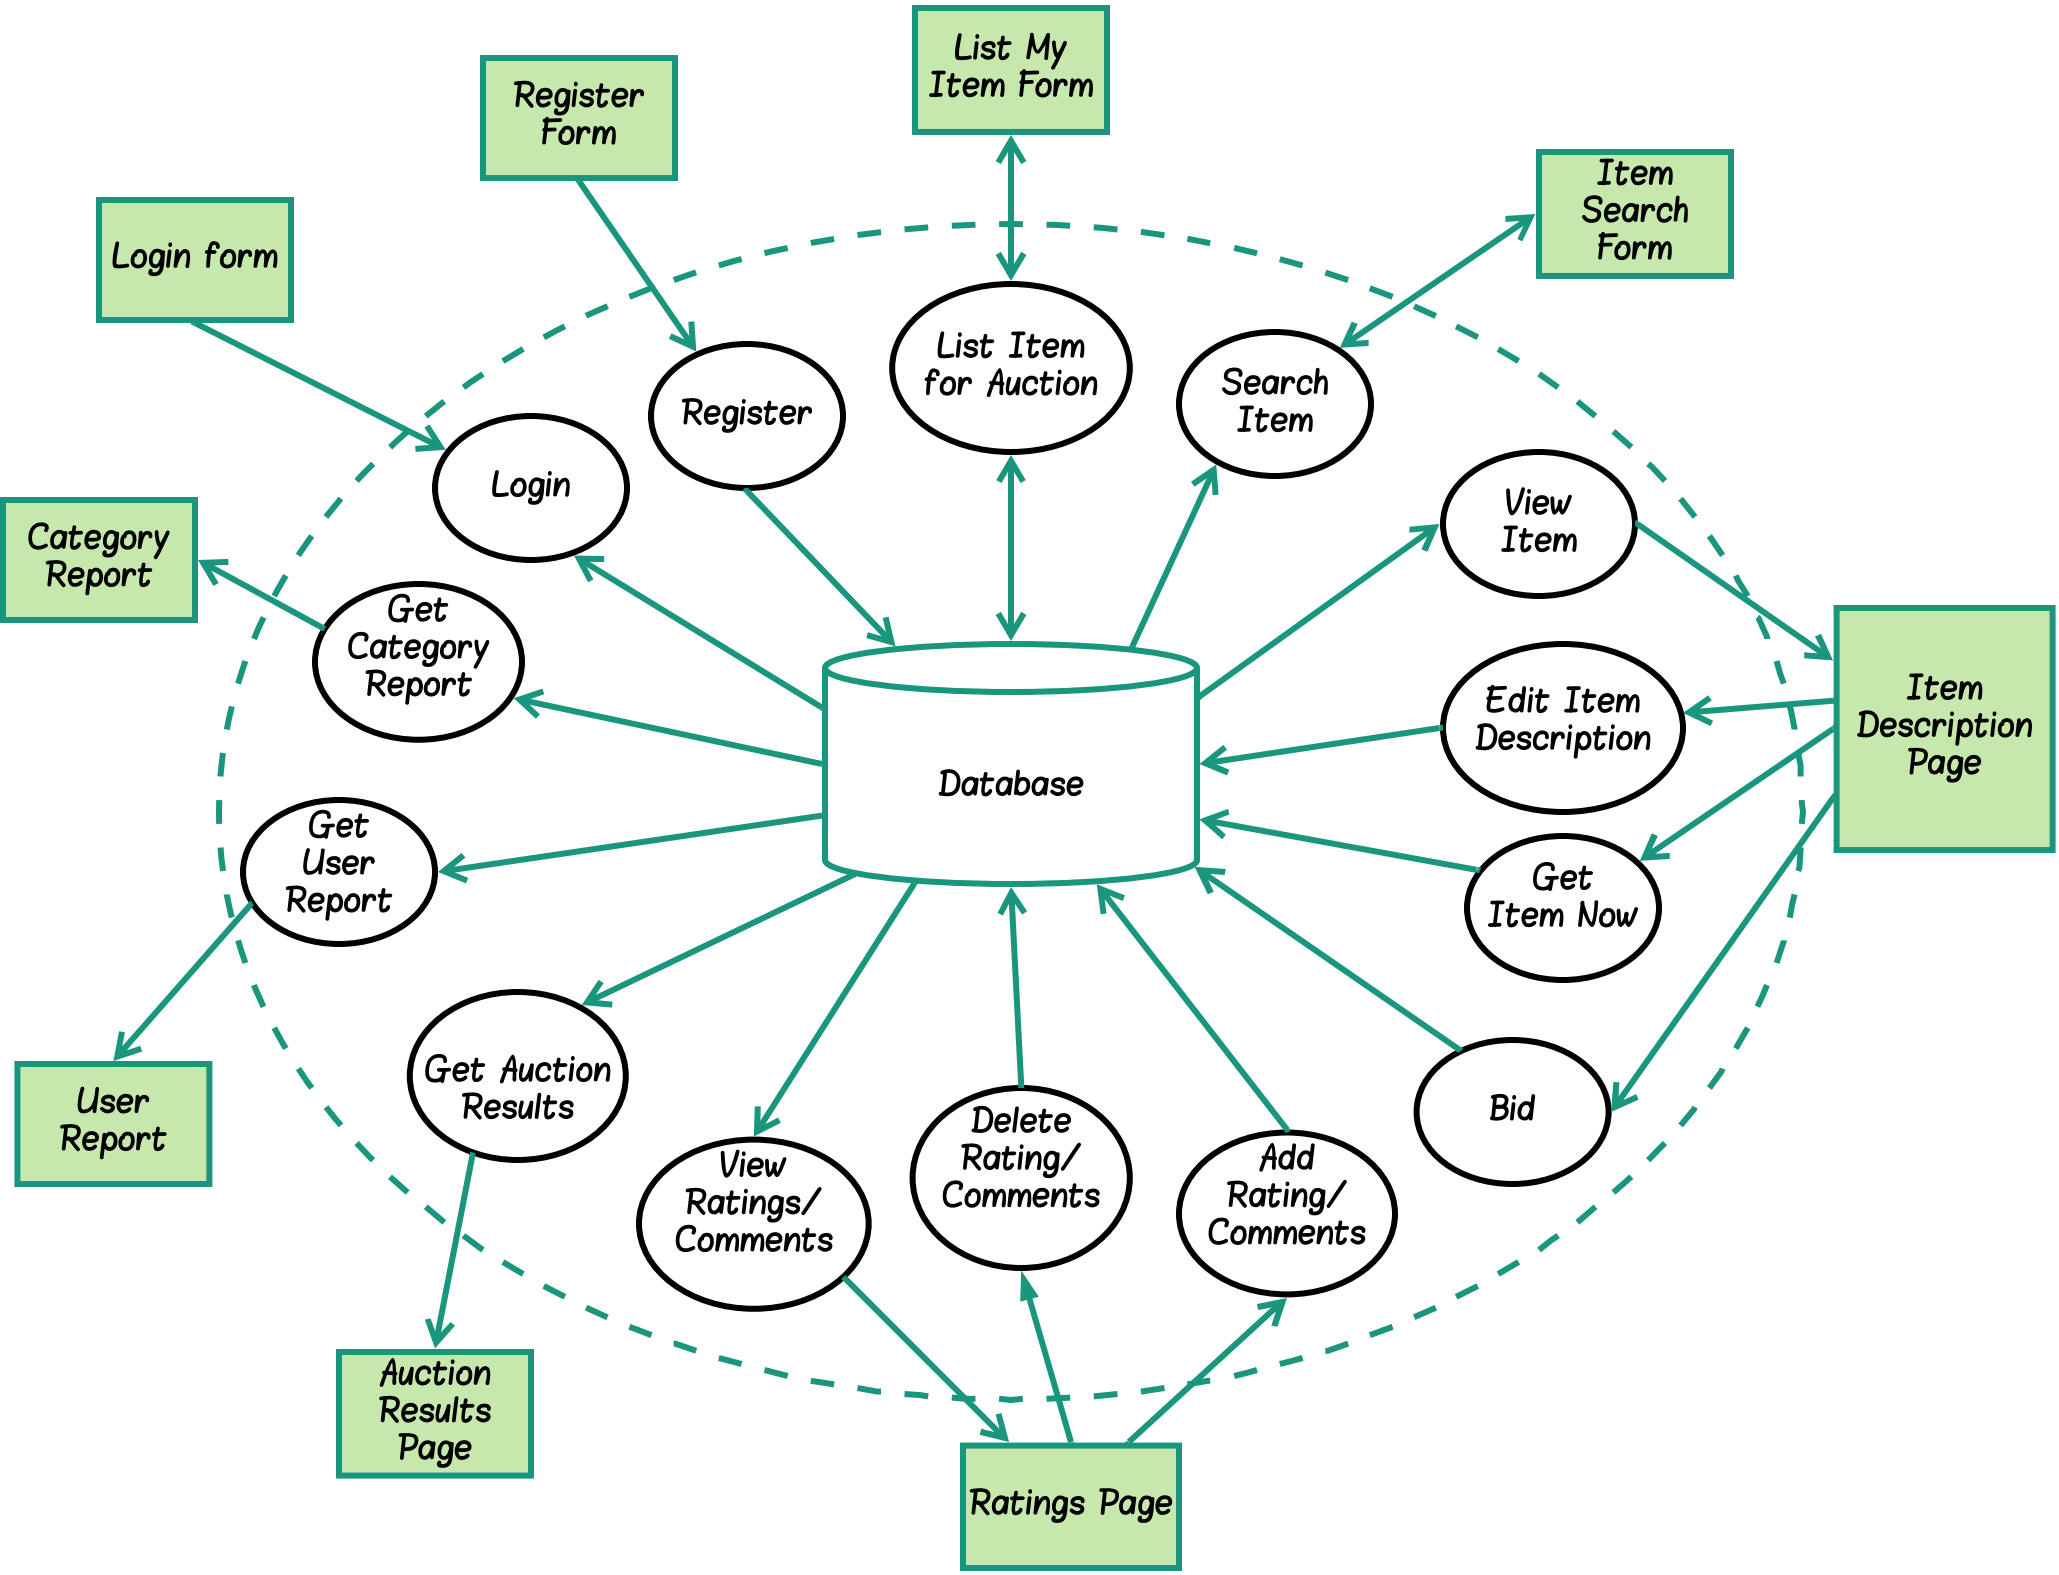 List My
Item Form
Register
Form
Item
Search
Form
Login form
List Item
for Auction
Search
Item
Register
Login
View
Item
Category
Report
Get
Category
Report
Edit Item
Description
Item
Description
Page
Database
Get
User
Report
Get
Item Now
Get Auction
Results
Bid
User
Report
View
Ratings/
Comments
Delete
Rating/
Comments
Add
Rating/
Comments
Auction
Results
Page
Ratings Page